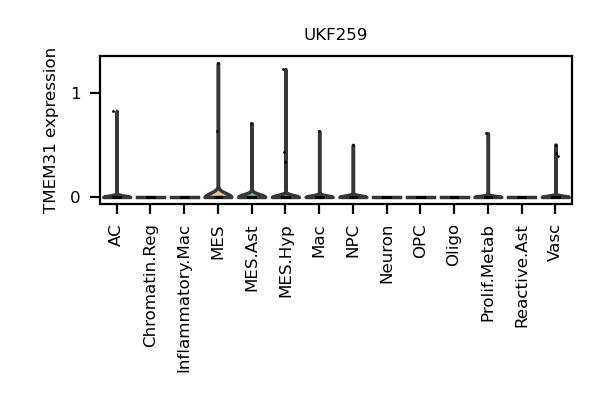 UKF259
TMEM31 expression
1
0
AC
Chromatin.Reg
Inflammatory.Mac
MES
MES.Ast
MES.Hyp
Mac
NPC
Neuron
OPC
Oligo
Prolif.Metab
Reactive.Ast
Vasc